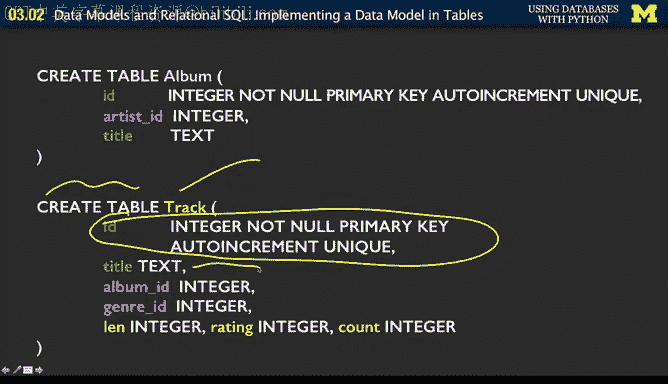 03.02 Data Models and Relational SQL: Implementing a Data Model in Tables
USING DATABASES
WITH PYTHON
M
CREATE TABLE Album (
id INTEGER NOT NULL PRIMARY KEY AUTOINCREMENT UNIQUE,
artist_id INTEGER,
title TEXT
)
CREATE TABLE Track (
id INTEGER NOT NULL PRIMARY KEY
AUTOINCREMENT UNIQUE,
title TEXT,
album_id INTEGER,
genre_id INTEGER,
len INTEGER, rating INTEGER, count INTEGER
)